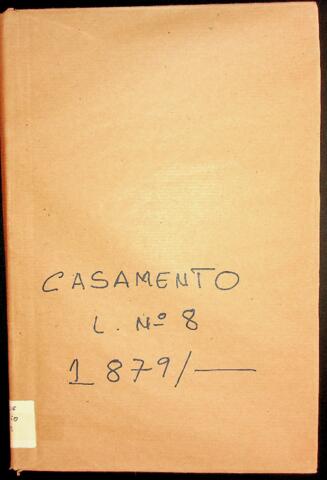 CASAMENTO
L. Nº 8
1879/—